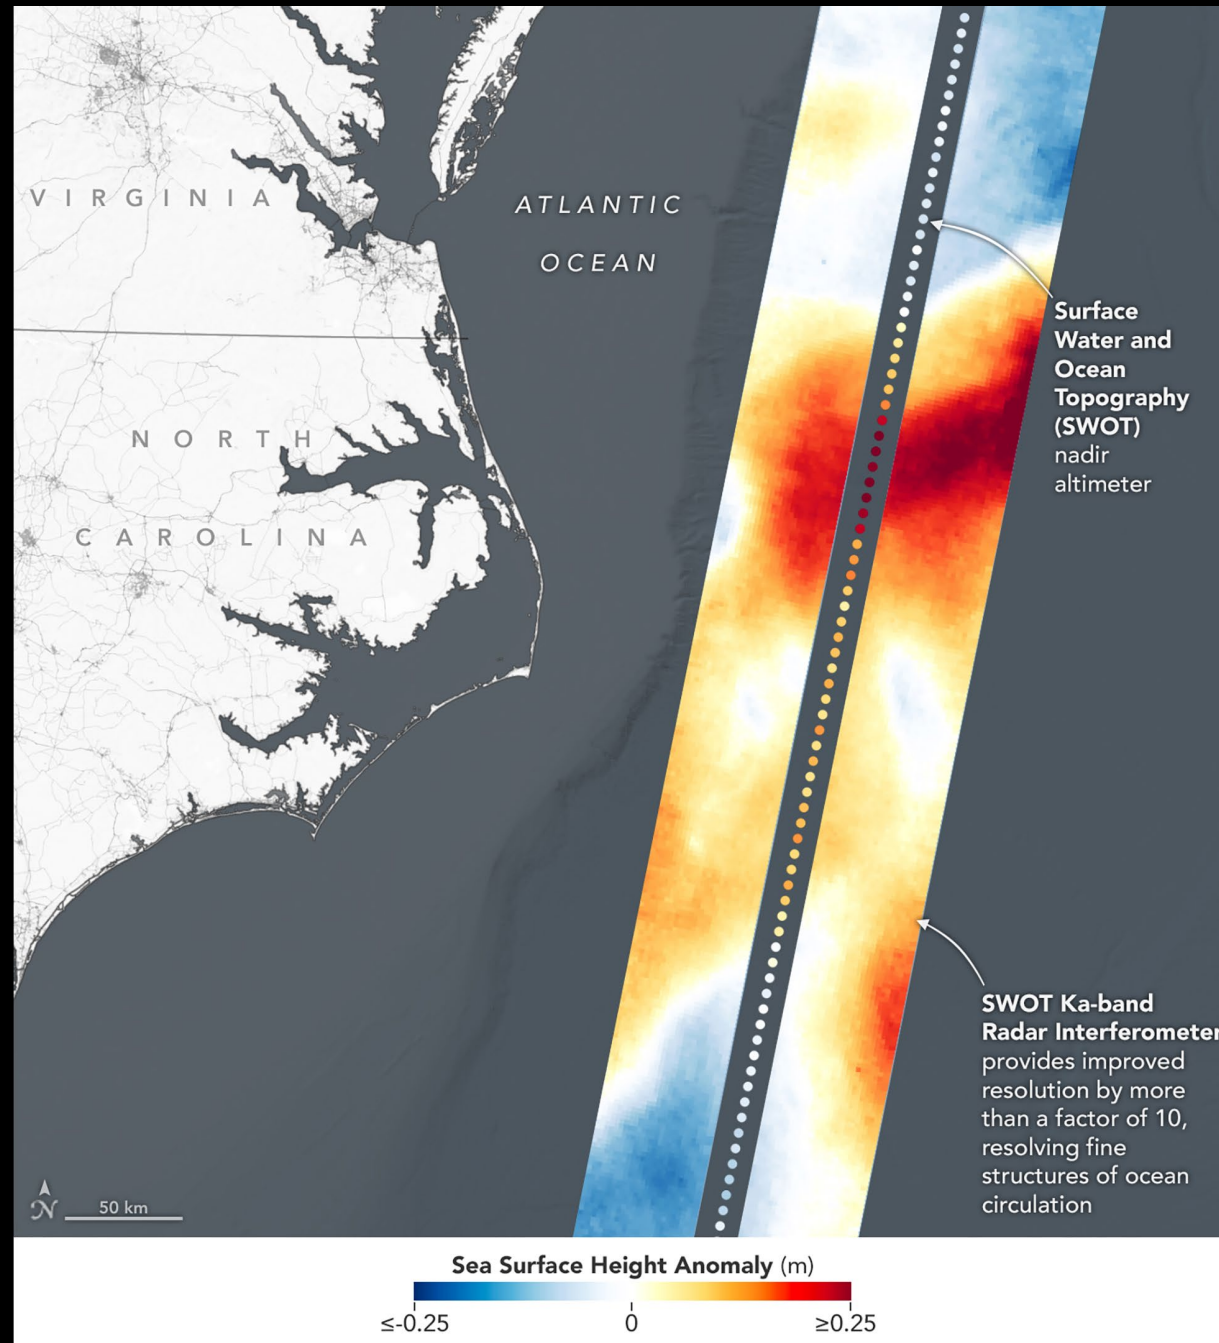 VIRGINIA
ATLANTIC
OCEAN
Surface
Water and
Ocean
Topography
(SWOT)
nadir
altimeter
NORTH
CAROLINA
SWOT Ka-band
Radar Interferometer
provides improved
resolution by more
than a factor of 10,
resolving fine
structures of ocean
circulation
N
50 km
Sea Surface Height Anomaly (m)
≤-0.25 0 ≥0.25